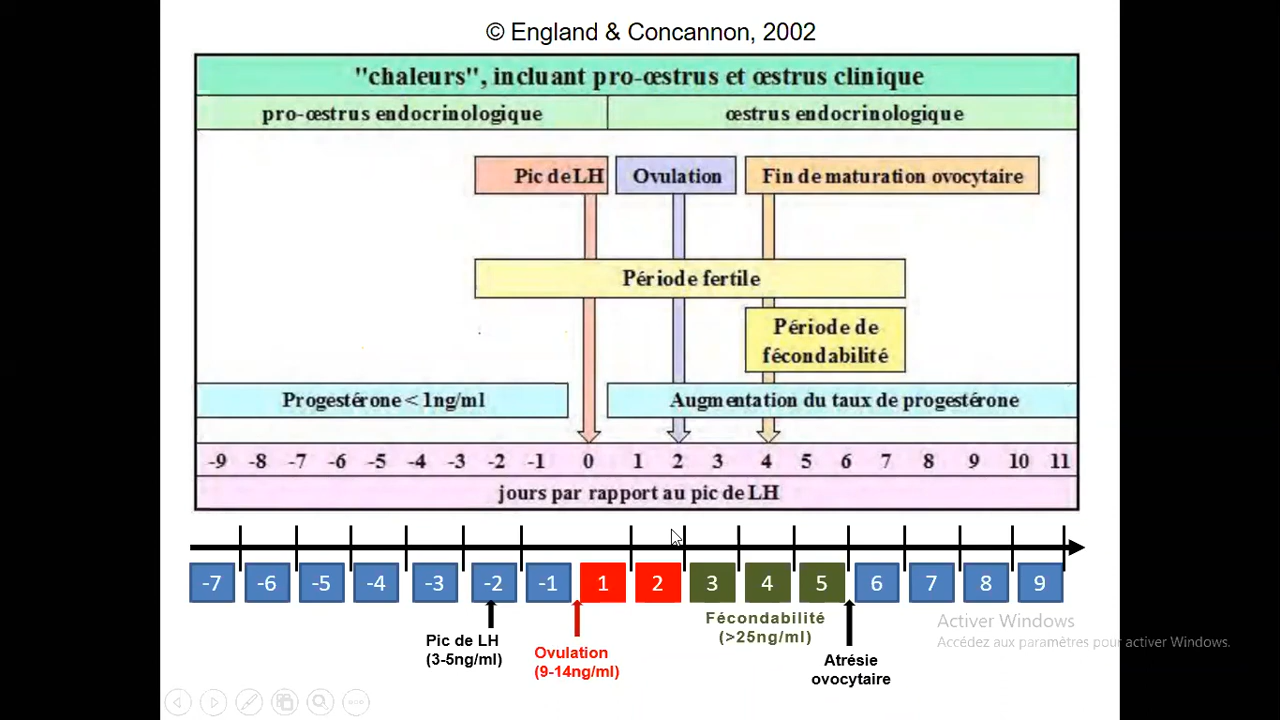 © England & Concannon, 2002
"chaleurs", incluant pro-œstrus et œstrus clinique
pro-œstrus endocrinologique
œstrus endocrinologique
Pic de LH
Ovulation
Fin de maturation ovocytaire
Période fertile
Période de
fécondabilité
Progestérone < 1ng/ml
Augmentation du taux de progestérone
-9 -8 -7 -6 -5 -4 -3 -2 -1 0 1 2 3 4 5 6 7 8 9 10 11
jours par rapport au pic de LH
-7 -6 -5 -4 -3 -2 -1 1 2 3 4 5 6 7 8 9
Pic de LH
(3-5ng/ml)
Ovulation
(9-14ng/ml)
Fécondabilité
(>25ng/ml)
Atrésie
ovocytaire
Activer Windows
Accédez aux paramètres pour activer Windows.